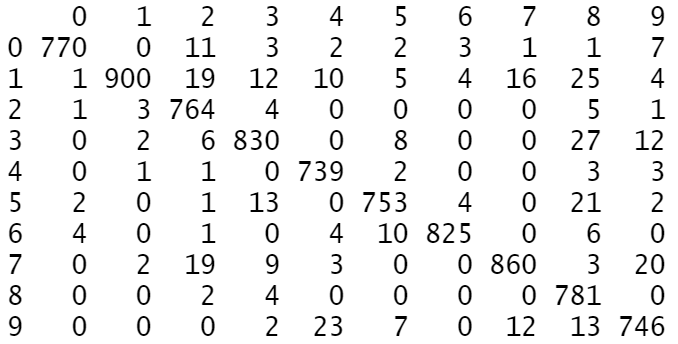 0 1 2 3 4 5 6 7 8 9
0 770 0 11 3 2 2 3 1 1 7
1 1 900 19 12 10 5 4 16 25 4
2 1 3 764 4 0 0 0 0 5 1
3 0 2 6 830 0 8 0 0 27 12
4 0 1 1 0 739 2 0 0 3 3
5 2 0 1 13 0 753 4 0 21 2
6 4 0 1 0 4 10 825 0 6 0
7 0 2 19 9 3 0 0 860 3 20
8 0 0 2 4 0 0 0 0 781 0
9 0 0 0 2 23 7 0 12 13 746